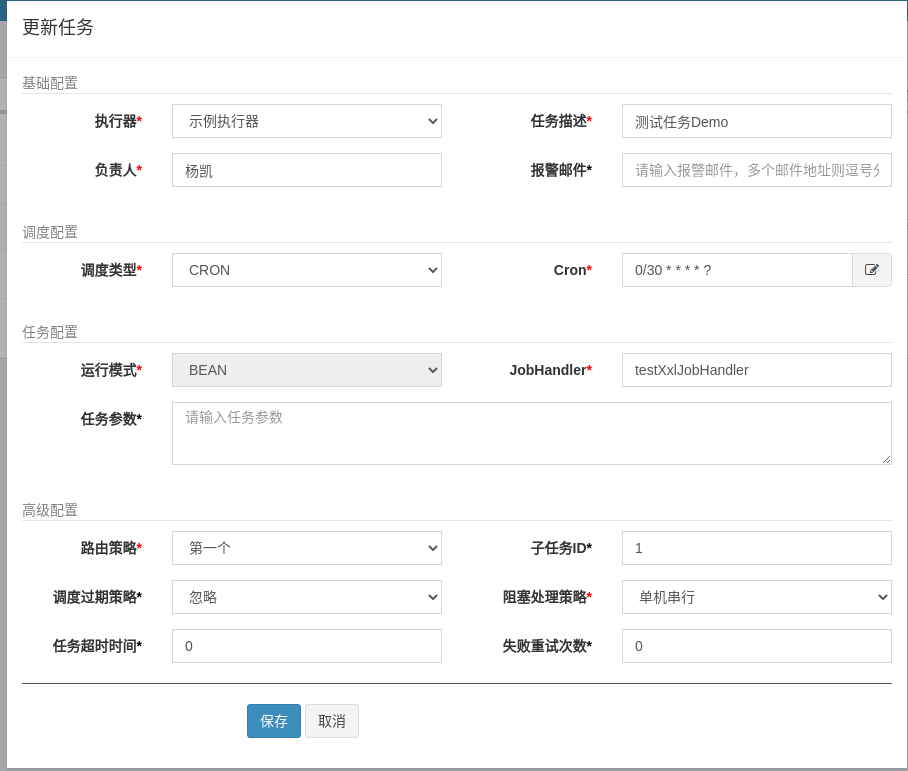 更新任务
基础配置
执行器* 示例执行器 任务描述* 测试任务Demo
负责人* 杨凯 报警邮件* 请输入报警邮件，多个邮件地址则逗号分
调度配置
调度类型* CRON Cron* 0/30 * * * * ?
任务配置
运行模式* BEAN JobHandler* testXxlJobHandler
任务参数* 请输入任务参数
高级配置
路由策略* 第一个 子任务ID* 1
调度过期策略* 忽略 阻塞处理策略* 单机串行
任务超时时间* 0 失败重试次数* 0
保存 取消